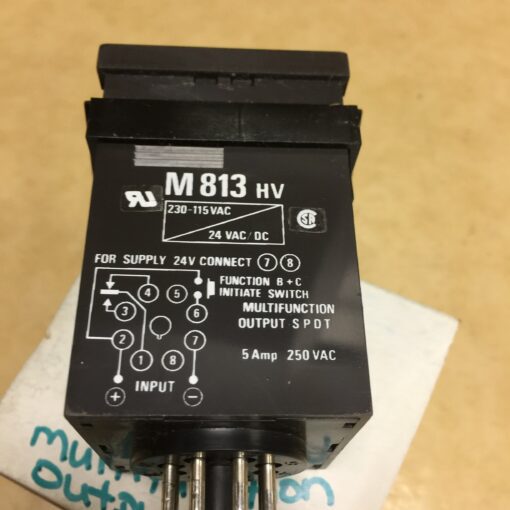 M 813 HV
230-115 VAC
24 VAC/DC
FOR SUPPLY 24V CONNECT 7 8
FUNCTION B + C
INITIATE SWITCH
MULTIFUNCTION
OUTPUT S P D T
5 Amp 250 VAC
4 5 6
3
2 7
1 8
INPUT
+ −